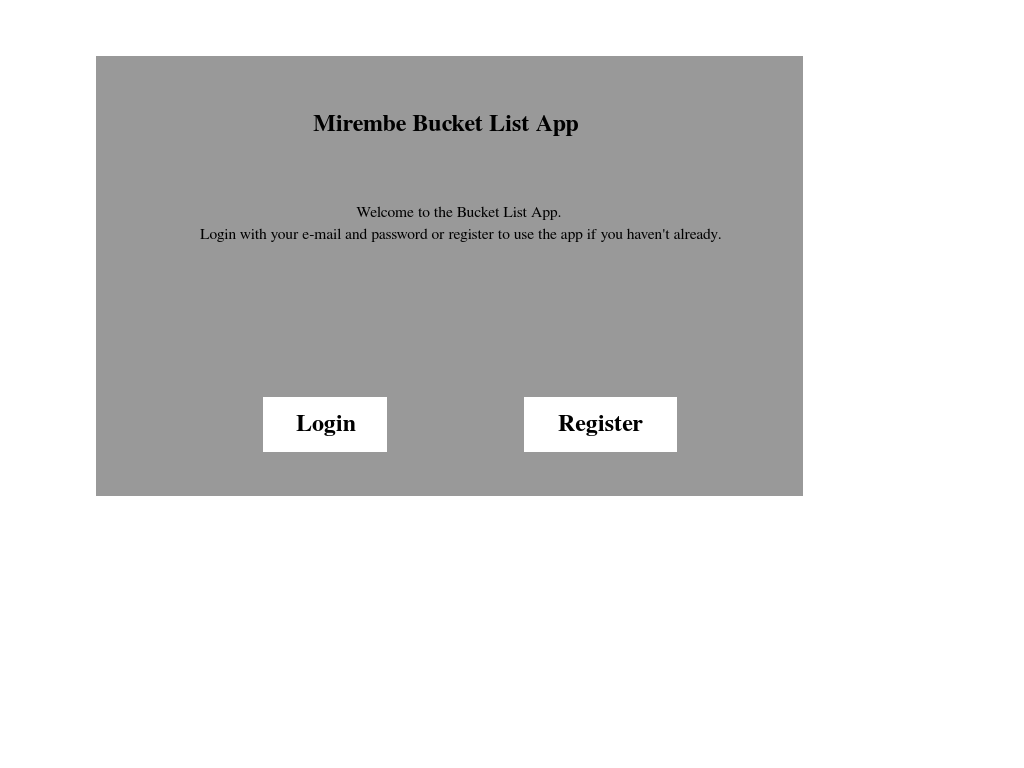 Mirembe Bucket List App
Welcome to the Bucket List App.
Login with your e-mail and password or register to use the app if you haven't already.
Login
Register